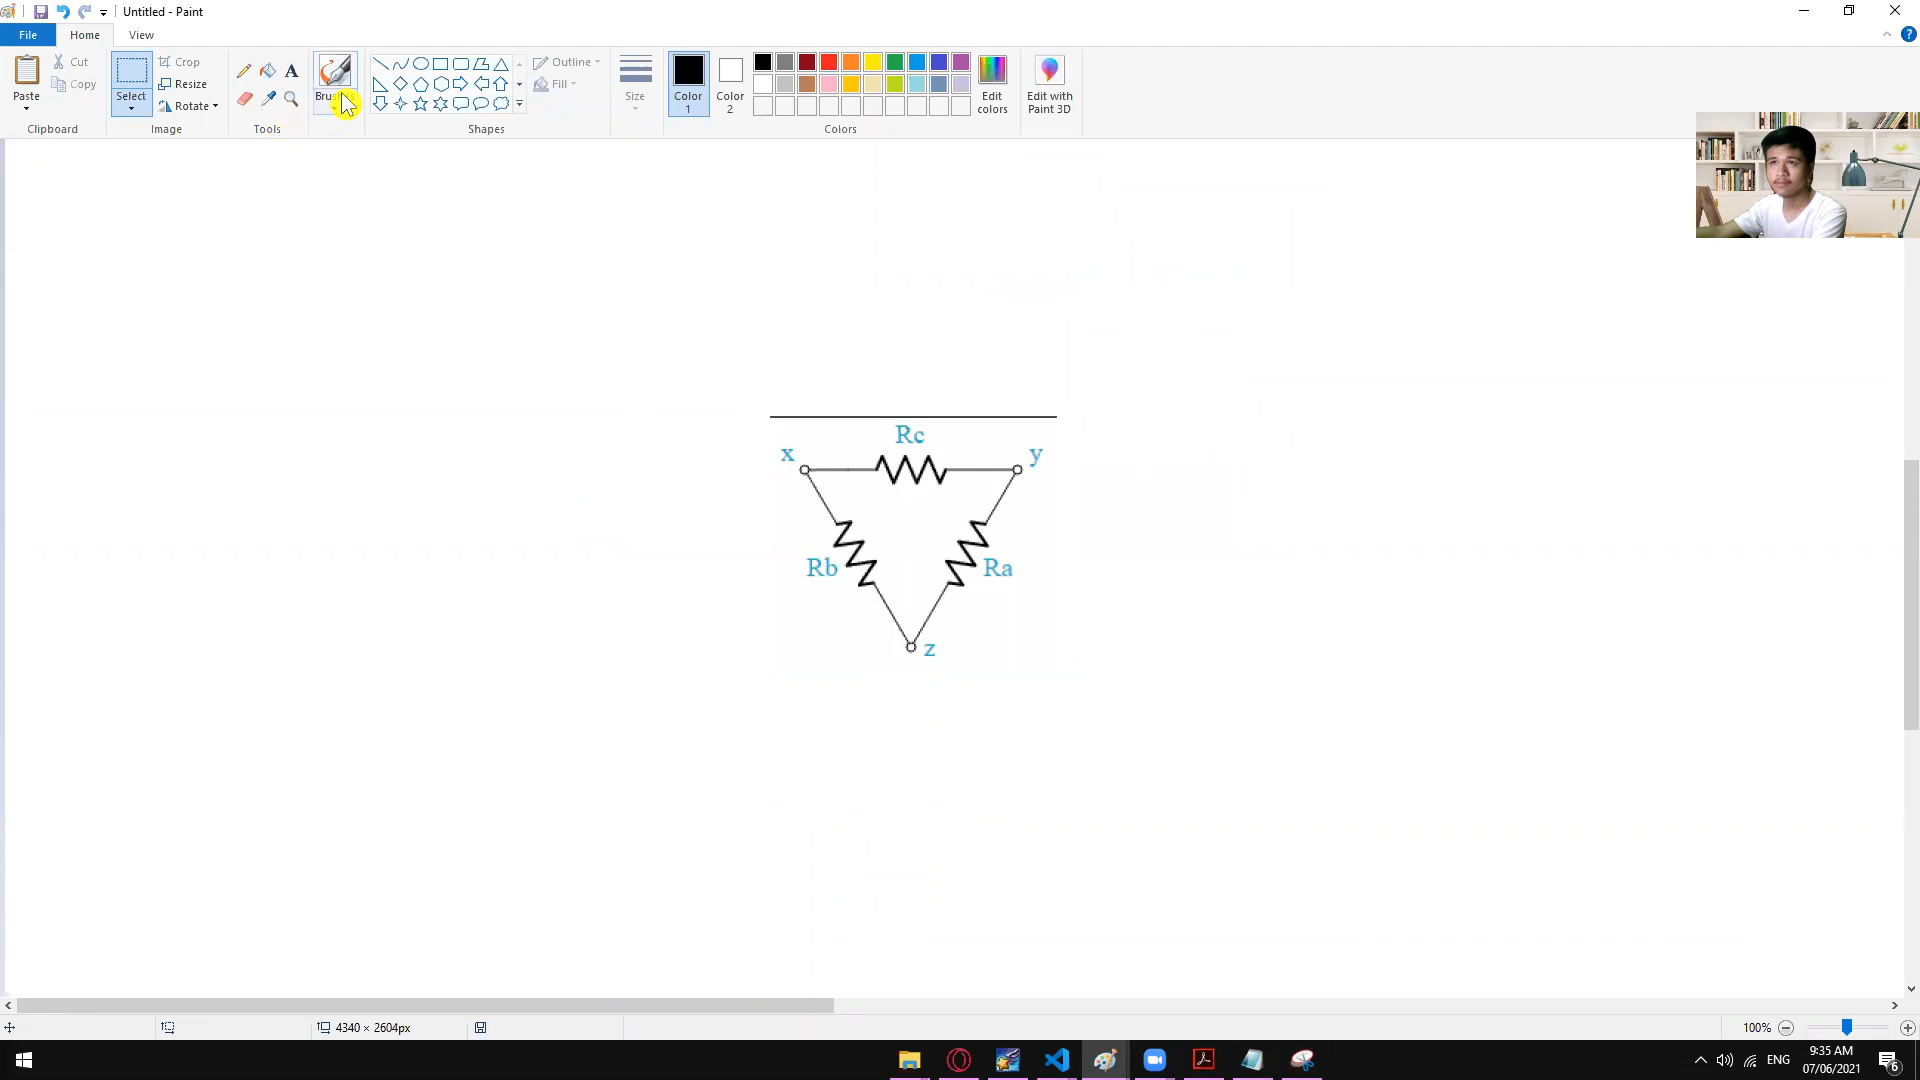 Untitled - Paint
File Home View
Paste
Cut
Copy
Clipboard
Select
Crop
Resize
Rotate
Image
Tools
Brushes
Shapes
Outline
Fill
Size
Color 1
Color 2
Edit colors
Colors
Edit with Paint 3D
Rc
x y
Rb Ra
z
4340 × 2604px
100%
ENG
9:35 AM
07/06/2021
6